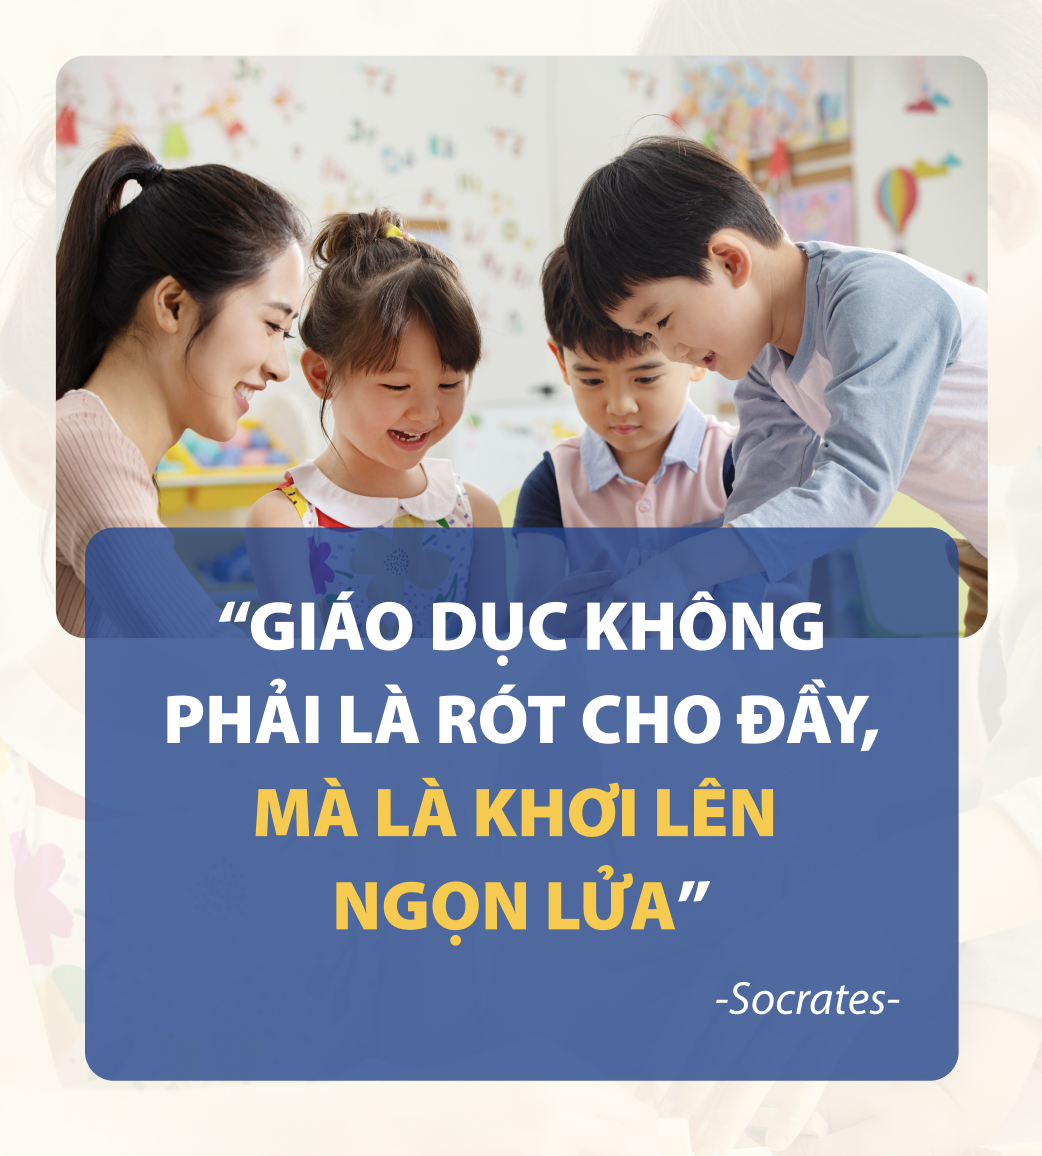 “GIÁO DỤC KHÔNG
PHẢI LÀ RÓT CHO ĐẦY,
MÀ LÀ KHƠI LÊN
NGỌN LỬA”
-Socrates-